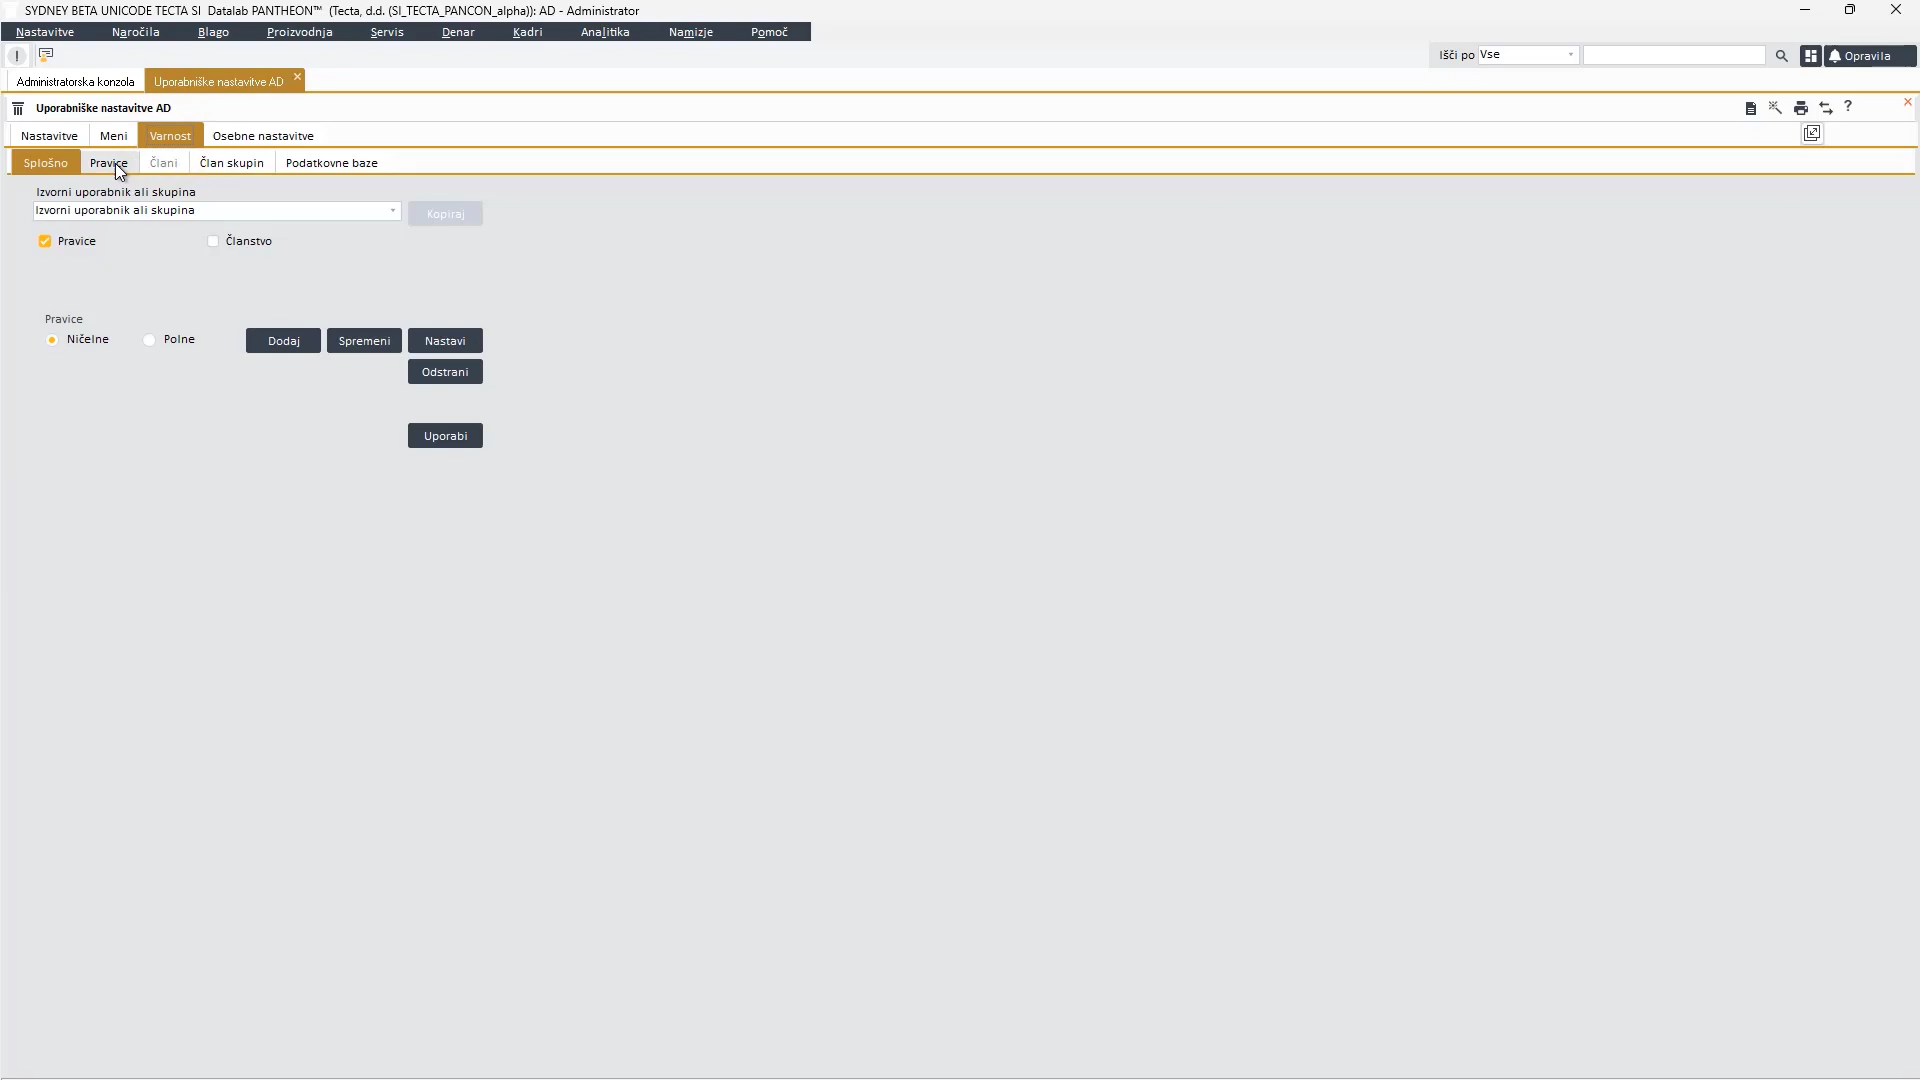 SYDNEY BETA UNICODE TECTA SI Datalab PANTHEON™ (Tecta, d.d. (SI_TECTA_PANCON_alpha)): AD - Administrator
Nastavitve Naročila Blago Proizvodnja Servis Denar Kadri Analitika Namizje Pomoč
Išči po Vse Opravila
Administratorska konzola Uporabniške nastavitve AD
Uporabniške nastavitve AD
Nastavitve Meni Varnost Osebne nastavitve
Splošno Pravice Člani Član skupin Podatkovne baze
Izvorni uporabnik ali skupina
Izvorni uporabnik ali skupina Kopiraj
Pravice Članstvo
Pravice
Ničelne Polne Dodaj Spremeni Nastavi
Odstrani
Uporabi